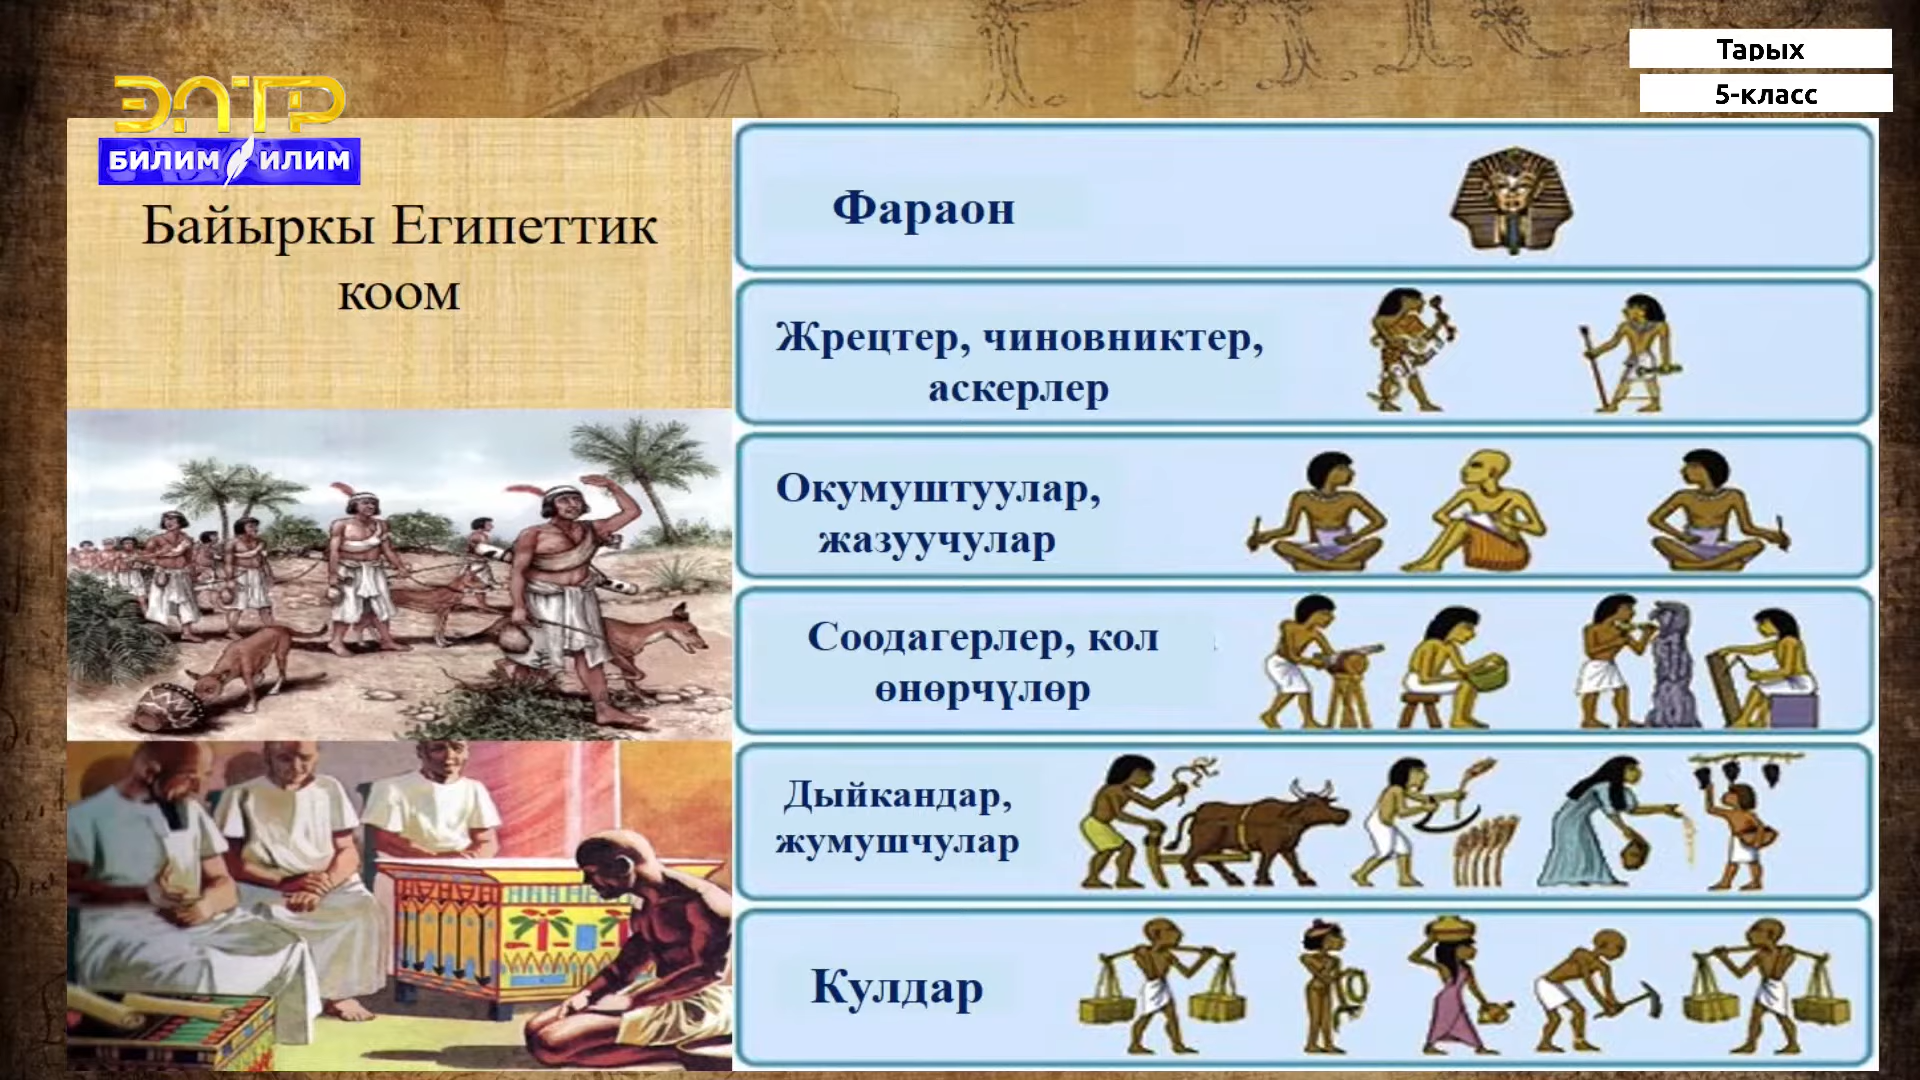 Тарых
5-класс
ЭЛТР
БИЛИМ ИЛИМ
Байыркы Египеттик
коом
Фараон
Жрецтер, чиновниктер,
аскерлер
Окумуштуулар,
жазуучулар
Соодагерлер, кол
өнөрчүлөр
Дыйкандар,
жумушчулар
Кулдар